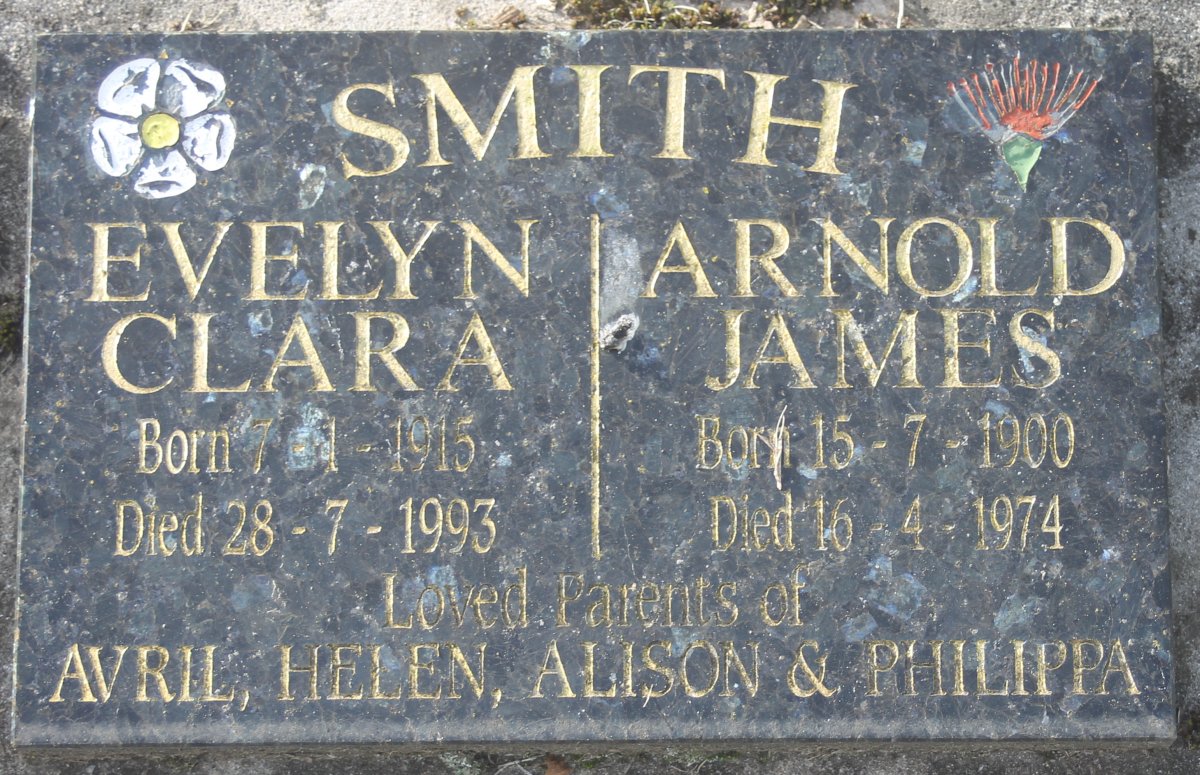 SMITH
EVELYN
CLARA
Born 7 - 1 - 1915
Died 28 - 7 - 1993
ARNOLD
JAMES
Born 15 - 7 - 1900
Died 16 - 4 - 1974
Loved Parents of
AVRIL, HELEN, ALISON & PHILIPPA